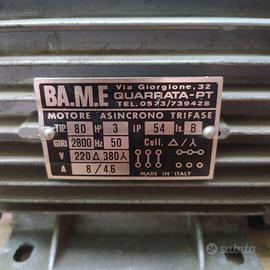 BA.M.E
Via Giorgione, 32
QUARRATA-PT
TEL. 0573/739428
MOTORE ASINCRONO TRIFASE
TIP 80 HP 3 IP 54 Is. B
GIRI 2800 Hz 50 Coll. Δ/⅄
V 220 Δ 380 ⅄
A 8/4.6
MADE IN ITALY
subito